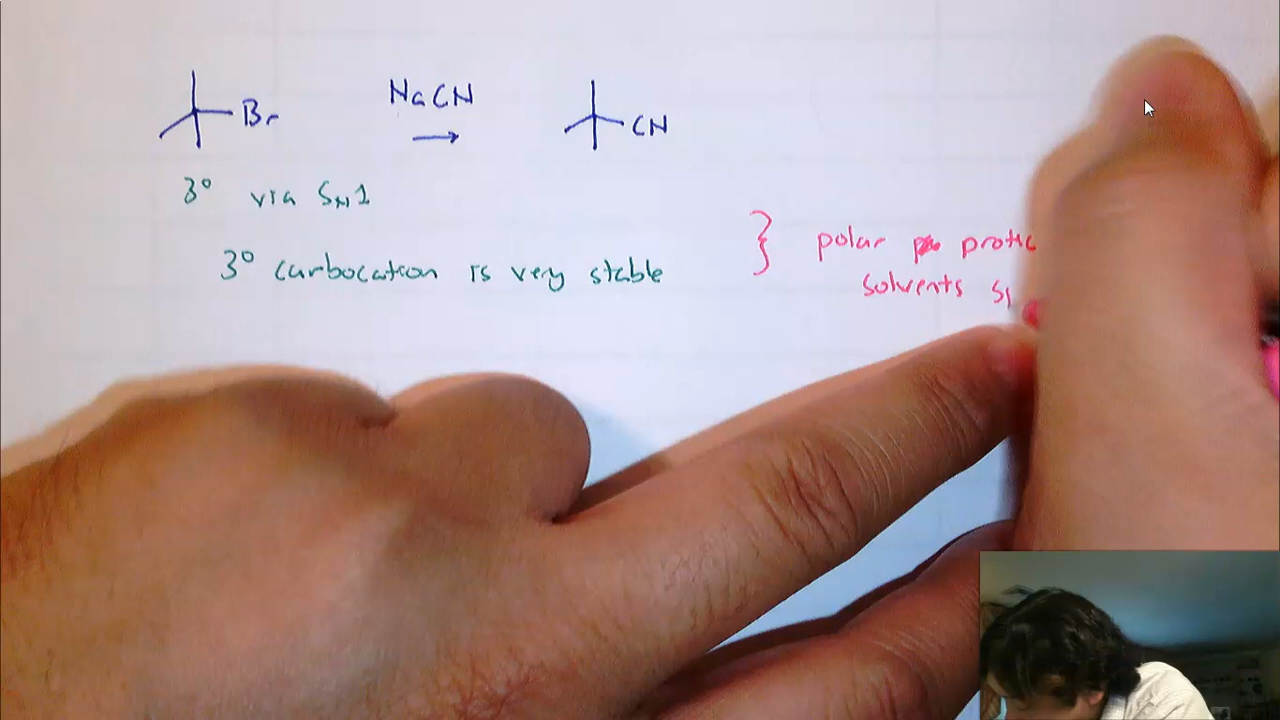 Br NaCN CN
3° via SN1
3° carbocation is very stable
} polar protic
solvents